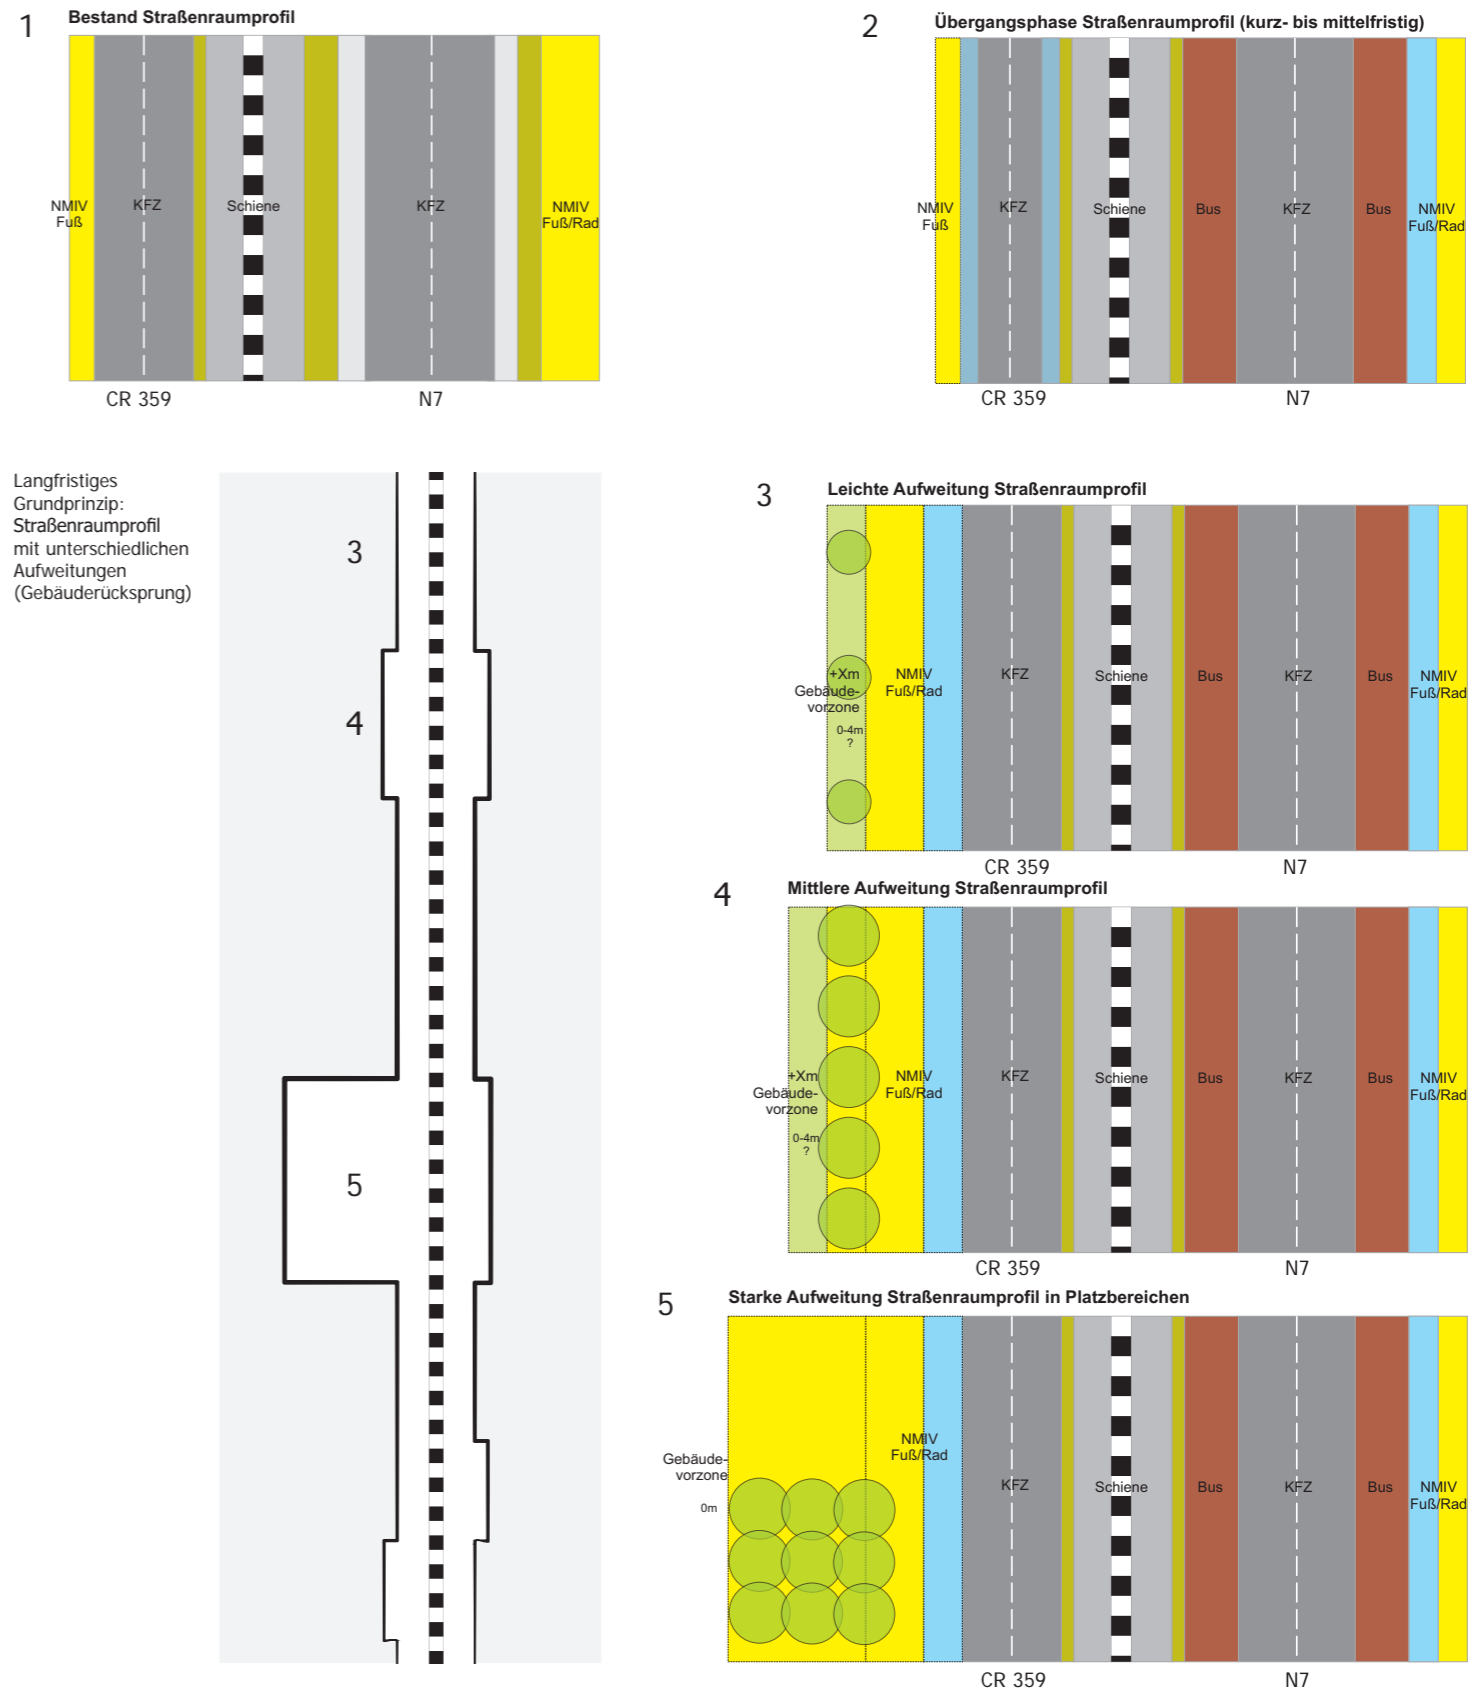 1
Bestand Straßenraumprofil
NMIV
Fuß
KFZ
Schiene
KFZ
NMIV
Fuß/Rad
CR 359
N7
2
Übergangsphase Straßenraumprofil (kurz- bis mittelfristig)
NMIV
Fuß
KFZ
Schiene
Bus
KFZ
Bus
NMIV
Fuß/Rad
CR 359
N7
Langfristiges
Grundprinzip:
Straßenraumprofil
mit unterschiedlichen
Aufweitungen
(Gebäuderücksprung)
3
4
5
3
Leichte Aufweitung Straßenraumprofil
+Xm
Gebäude-
vorzone
0-4m
?
NMIV
Fuß/Rad
KFZ
Schiene
Bus
KFZ
Bus
NMIV
Fuß/Rad
CR 359
N7
4
Mittlere Aufweitung Straßenraumprofil
+Xm
Gebäude-
vorzone
0-4m
?
NMIV
Fuß/Rad
KFZ
Schiene
Bus
KFZ
Bus
NMIV
Fuß/Rad
CR 359
N7
5
Starke Aufweitung Straßenraumprofil in Platzbereichen
Gebäude-
vorzone
0m
NMIV
Fuß/Rad
KFZ
Schiene
Bus
KFZ
Bus
NMIV
Fuß/Rad
CR 359
N7